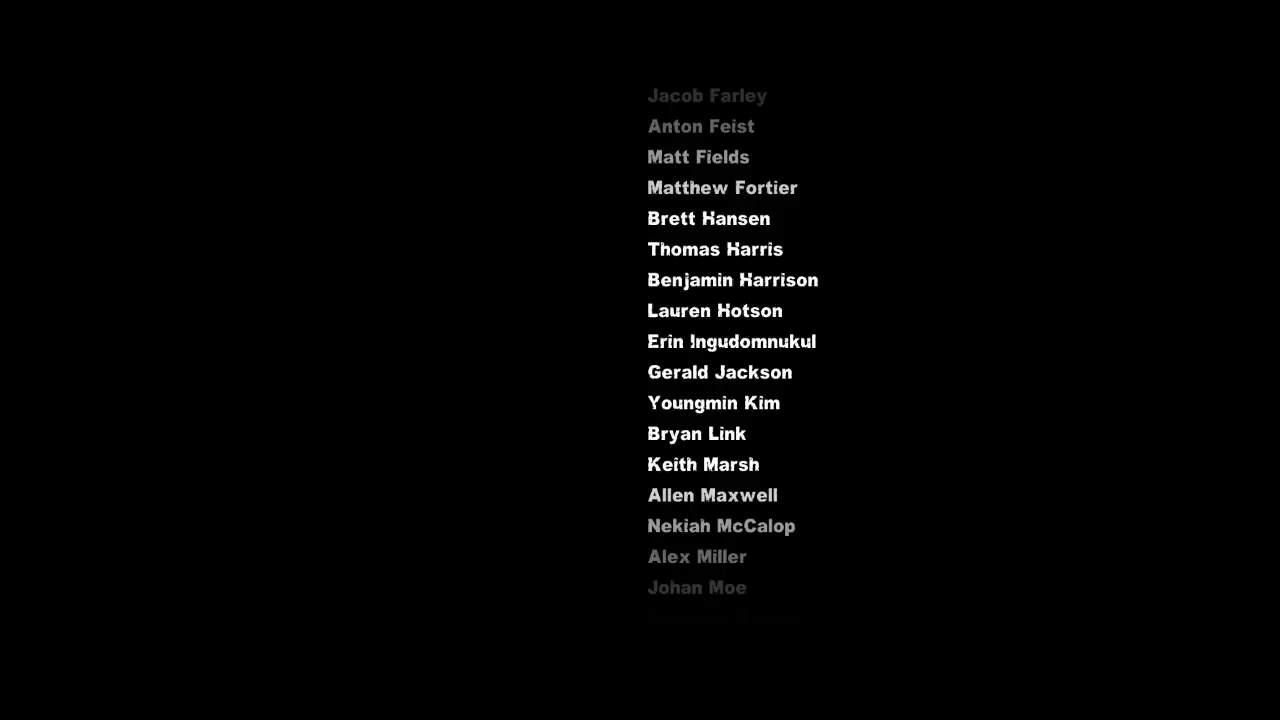 Jacob Farley
Anton Feist
Matt Fields
Matthew Fortier
Brett Hansen
Thomas Harris
Benjamin Harrison
Lauren Hotson
Erin Ingudomnukul
Gerald Jackson
Youngmin Kim
Bryan Link
Keith Marsh
Allen Maxwell
Nekiah McCalop
Alex Miller
Johan Moe